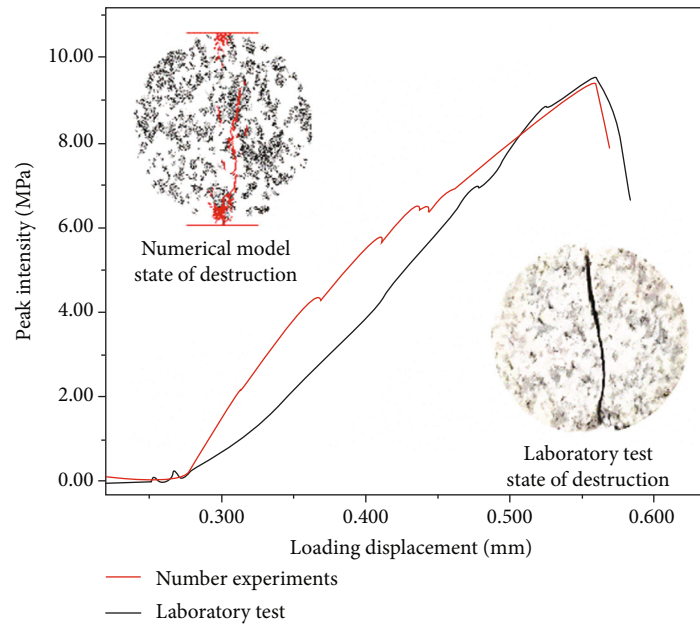 10.00
8.00
6.00
4.00
2.00
0.00
Peak intensity (MPa)
Numerical model
state of destruction
Laboratory test
state of destruction
0.300
0.400
0.500
0.600
Loading displacement (mm)
Number experiments
Laboratory test